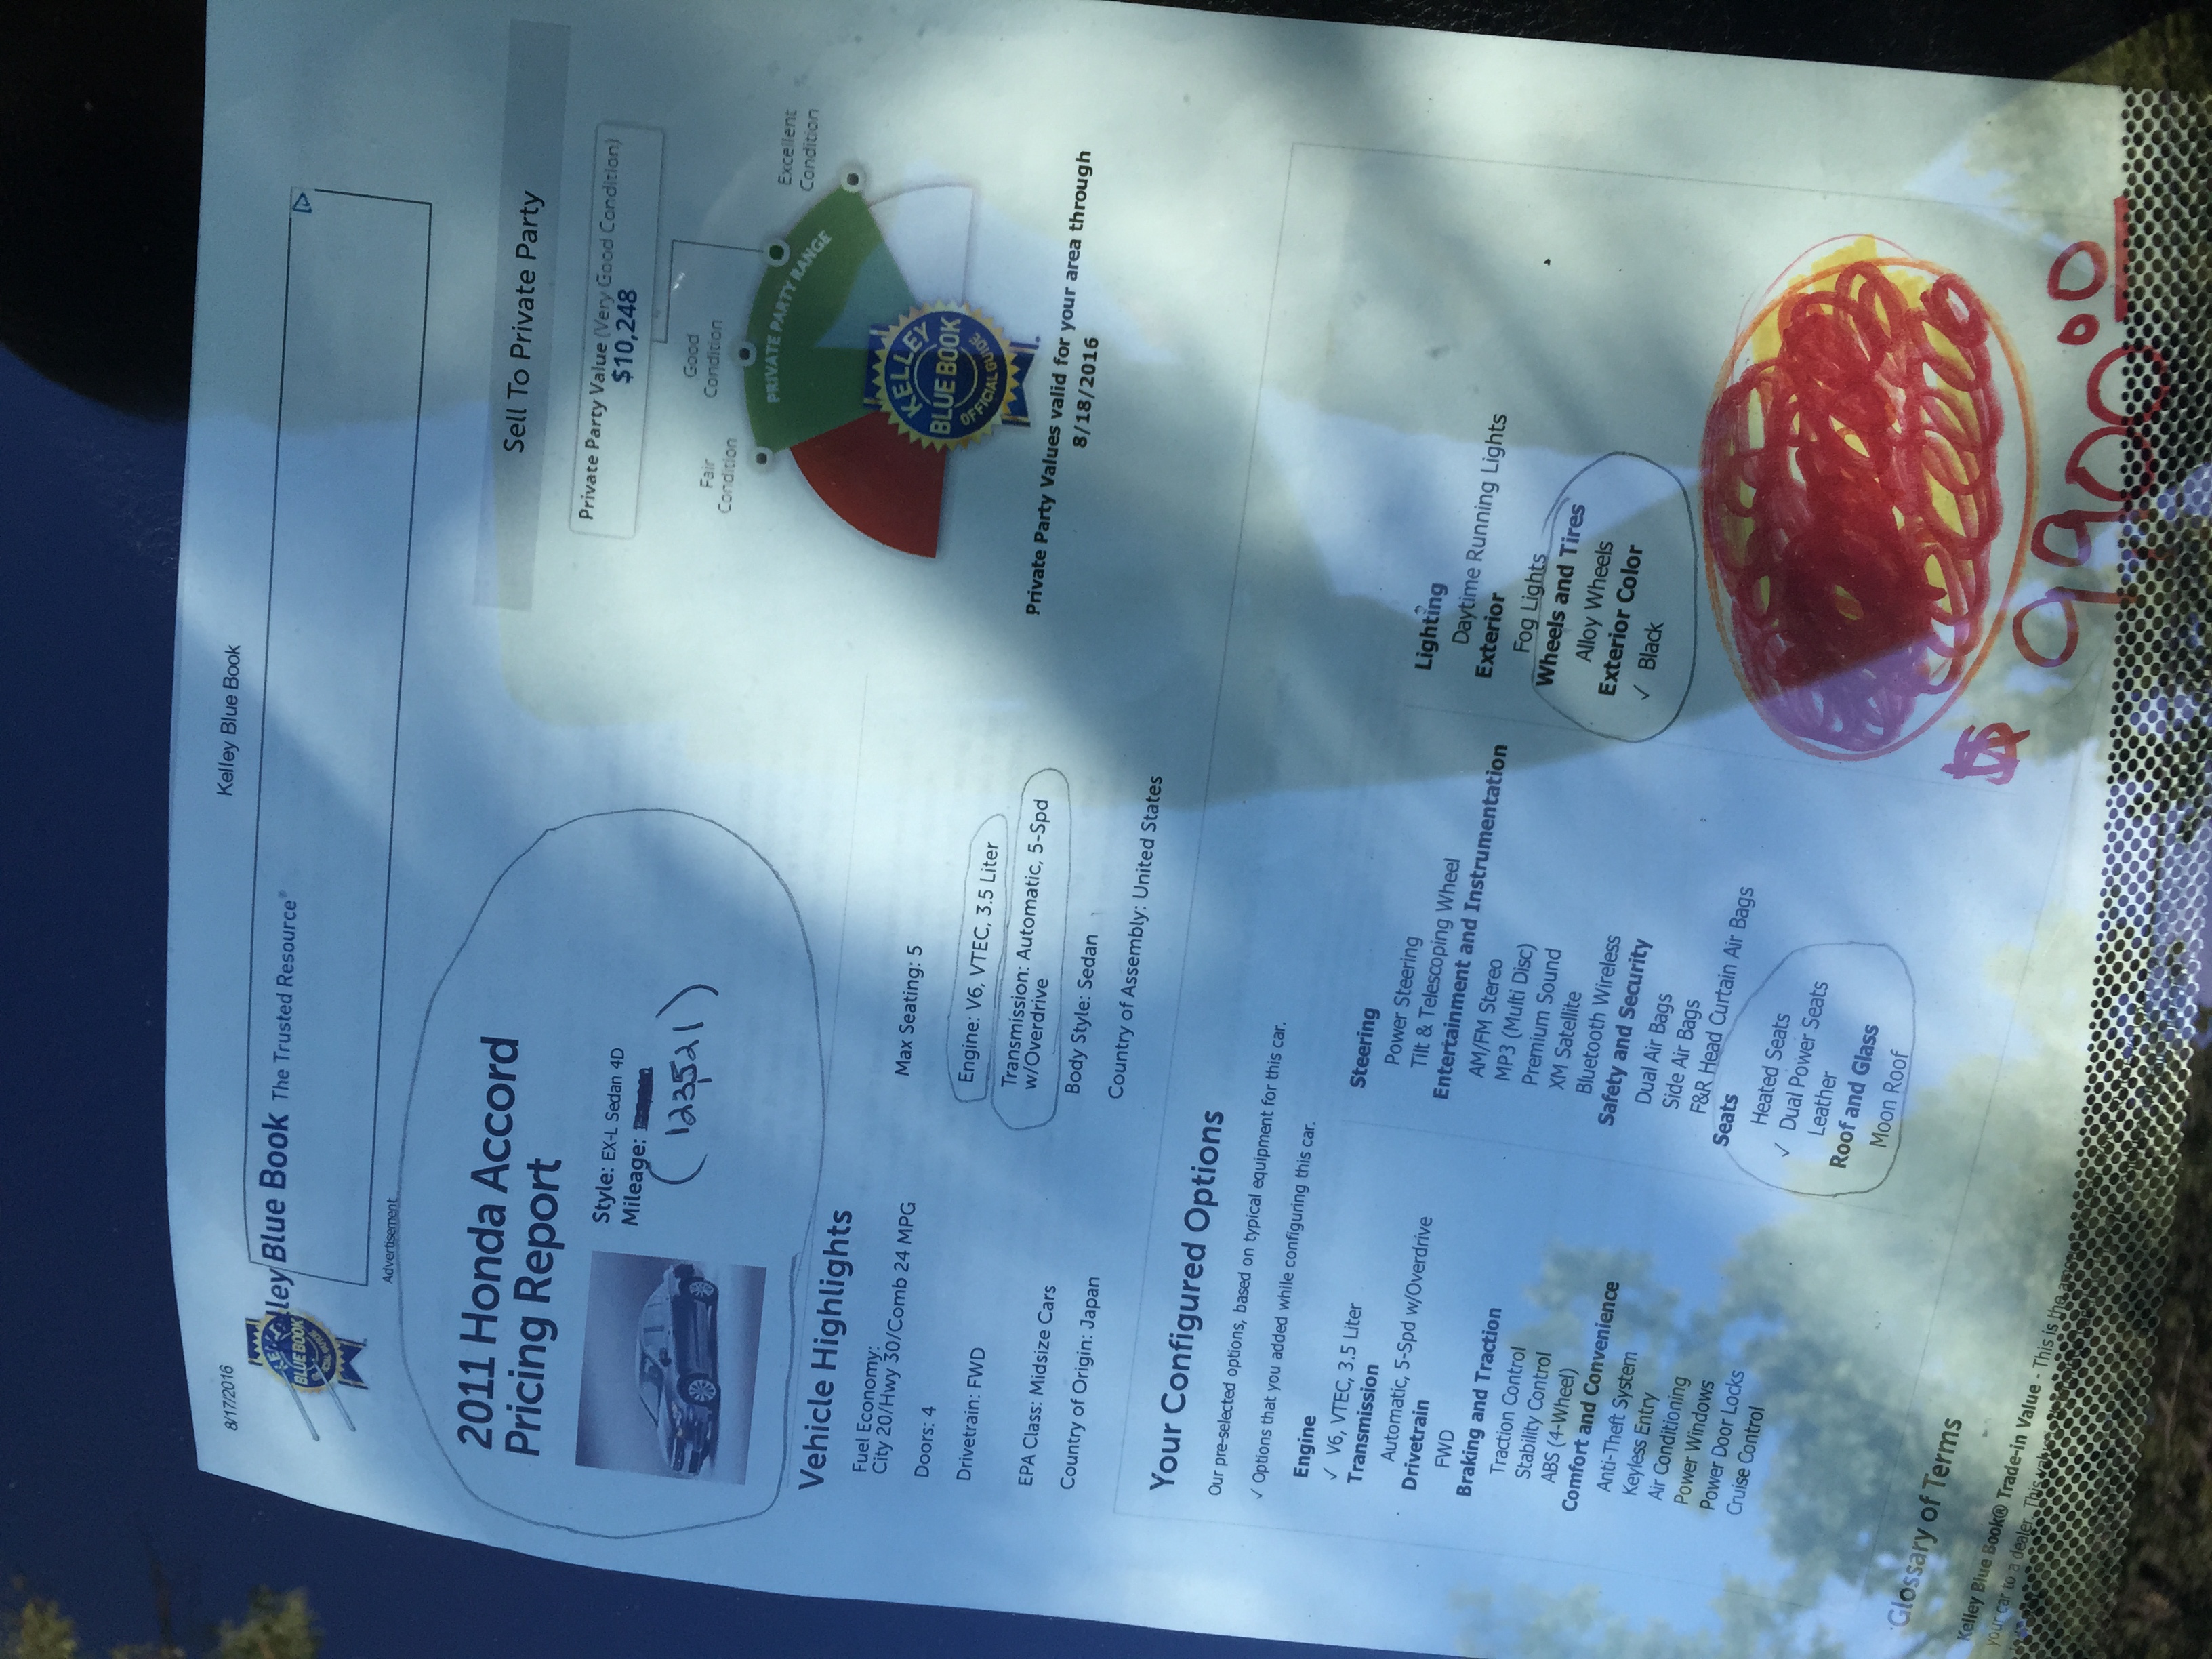 8/17/2016
Kelley Blue Book
KELLEY
BLUE BOOK
OFFICIAL GUIDE
lley Blue Book The Trusted Resource®
Advertisement
2011 Honda Accord
Pricing Report
Style: EX-L Sedan 4D
Mileage:
(123,521)
Sell To Private Party
Private Party Value (Very Good Condition)
$10,248
Fair
Condition
Good
Condition
Excellent
Condition
PRIVATE PARTY RANGE
KELLEY
BLUE BOOK
OFFICIAL GUIDE
Private Party Values valid for your area through
8/18/2016
Vehicle Highlights
Fuel Economy:
City 20/Hwy 30/Comb 24 MPG
Doors: 4
Drivetrain: FWD
EPA Class: Midsize Cars
Country of Origin: Japan
Max Seating: 5
Engine: V6, VTEC, 3.5 Liter
Transmission: Automatic, 5-Spd
w/Overdrive
Body Style: Sedan
Country of Assembly: United States
Your Configured Options
Our pre-selected options, based on typical equipment for this car.
✓ Options that you added while configuring this car.
Engine
✓ V6, VTEC, 3.5 Liter
Transmission
Automatic, 5-Spd w/Overdrive
Drivetrain
FWD
Braking and Traction
Traction Control
Stability Control
ABS (4-Wheel)
Comfort and Convenience
Anti-Theft System
Keyless Entry
Air Conditioning
Power Windows
Power Door Locks
Cruise Control
Steering
Power Steering
Tilt & Telescoping Wheel
Entertainment and Instrumentation
AM/FM Stereo
MP3 (Multi Disc)
Premium Sound
XM Satellite
Bluetooth Wireless
Safety and Security
Dual Air Bags
Side Air Bags
F&R Head Curtain Air Bags
Seats
Heated Seats
✓ Dual Power Seats
Leather
Roof and Glass
Moon Roof
Lighting
Daytime Running Lights
Exterior
Fog Lights
Wheels and Tires
Alloy Wheels
Exterior Color
✓ Black
$9,900.00
Glossary of Terms
Kelley Blue Book® Trade-in Value - This is the
your car to a dealer. This